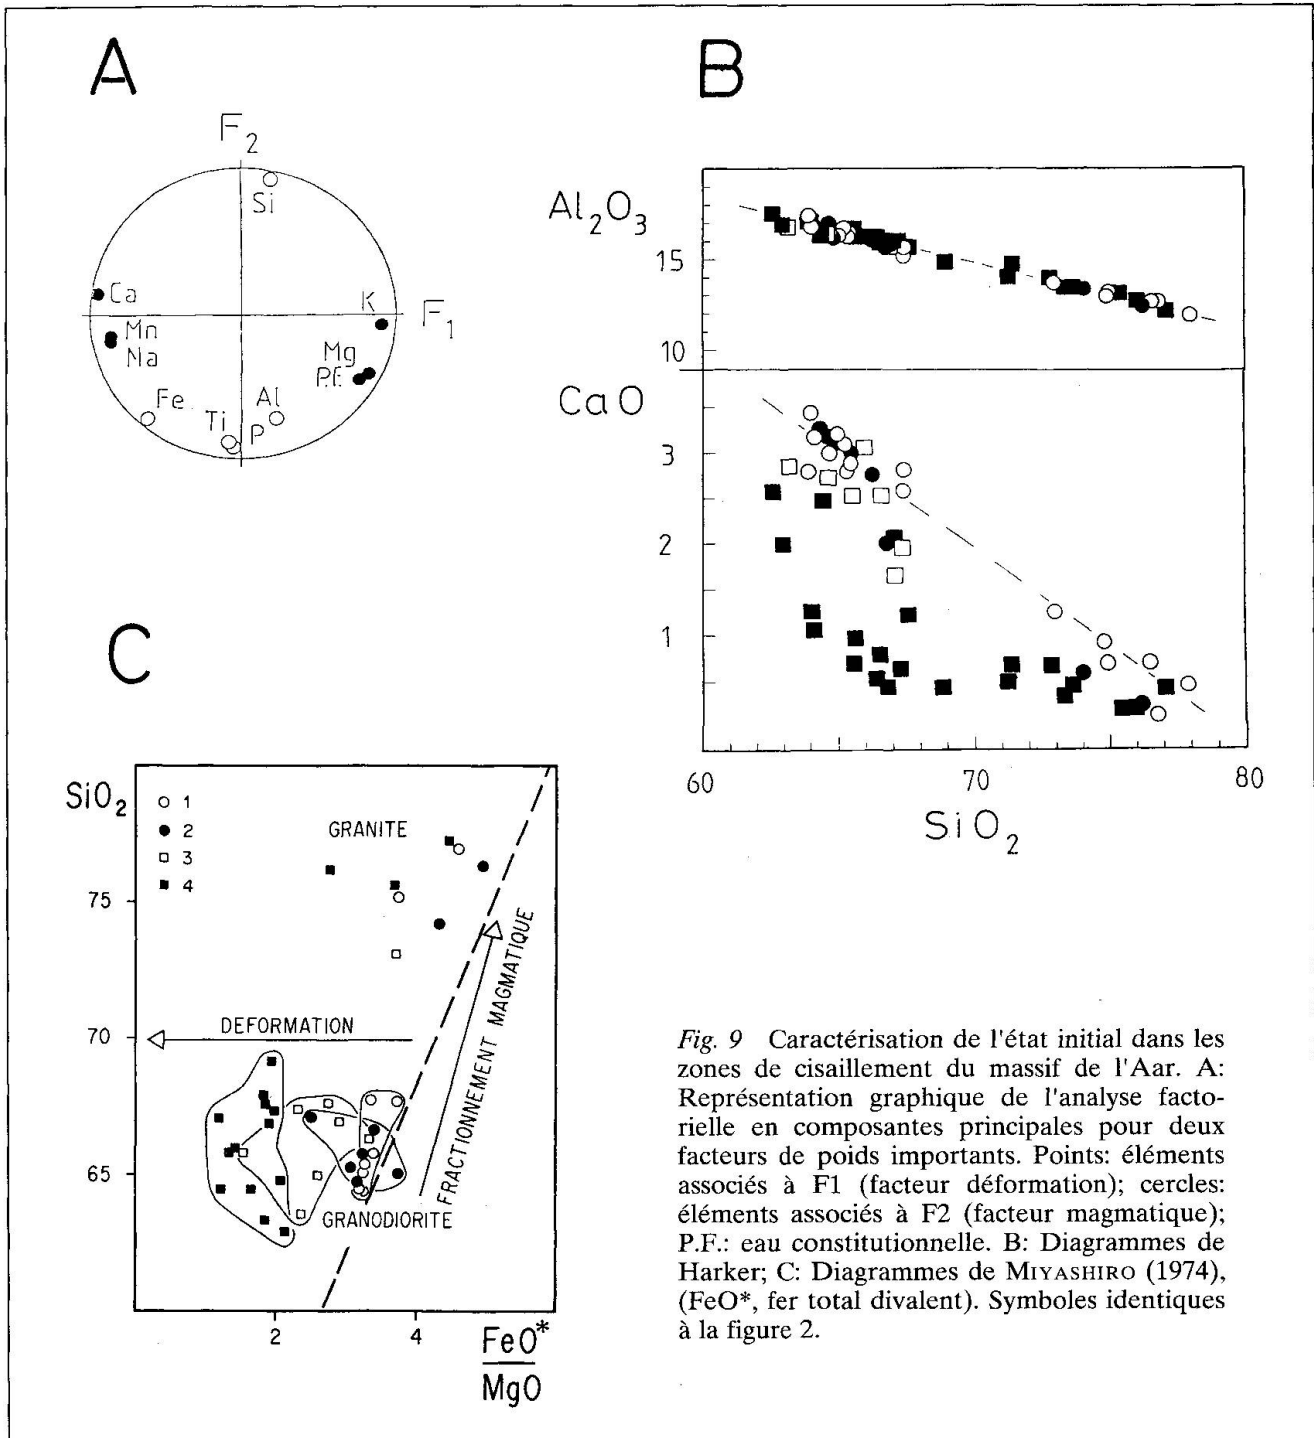 A
F2
Si
Ca
K
F1
Mn
Na
Mg
P.F.
Fe
Ti
Al
P
B
Al2O3
15
10
CaO
3
2
1
60
70
80
SiO2
C
SiO2
1
2
3
4
GRANITE
75
70
65
DEFORMATION
FRACTIONNEMENT MAGMATIQUE
GRANODIORITE
2
4
FeO*
MgO
Fig. 9 Caractérisation de l'état initial dans les
zones de cisaillement du massif de l'Aar. A:
Représentation graphique de l'analyse facto-
rielle en composantes principales pour deux
facteurs de poids importants. Points: éléments
associés à F1 (facteur déformation); cercles:
éléments associés à F2 (facteur magmatique);
P.F.: eau constitutionnelle. B: Diagrammes de
Harker; C: Diagrammes de MIYASHIRO (1974),
(FeO*, fer total divalent). Symboles identiques
à la figure 2.